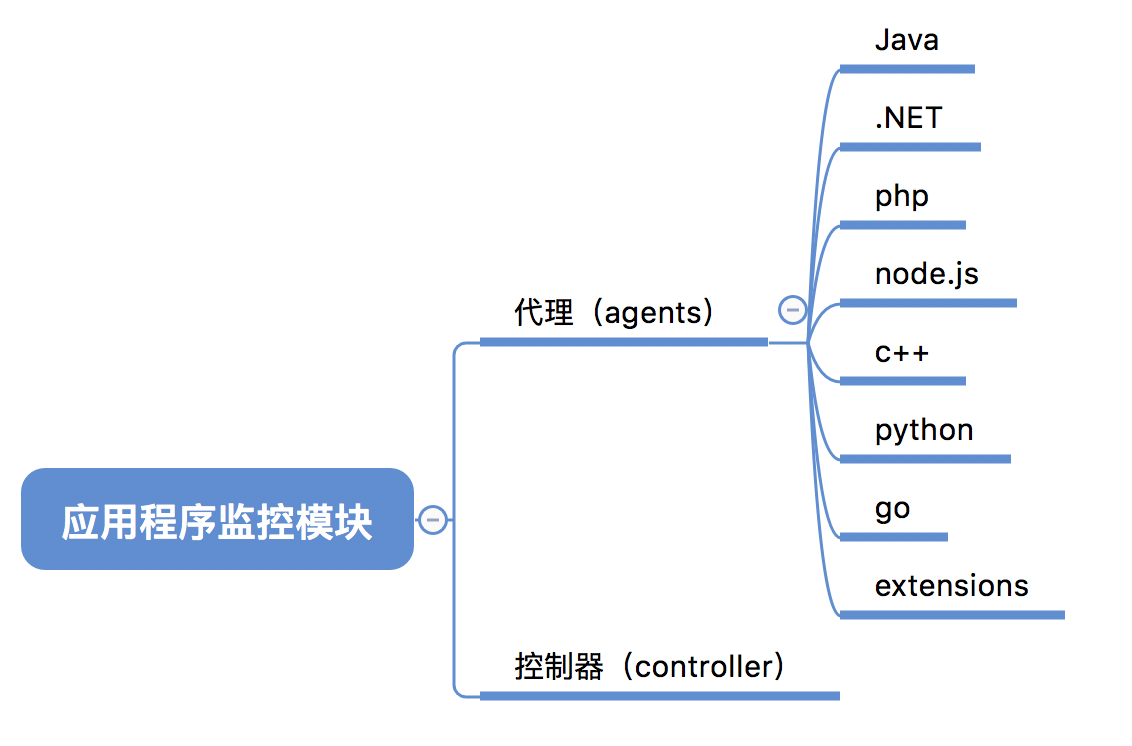 应用程序监控模块
代理（agents）
Java
.NET
php
node.js
c++
python
go
extensions
控制器（controller）